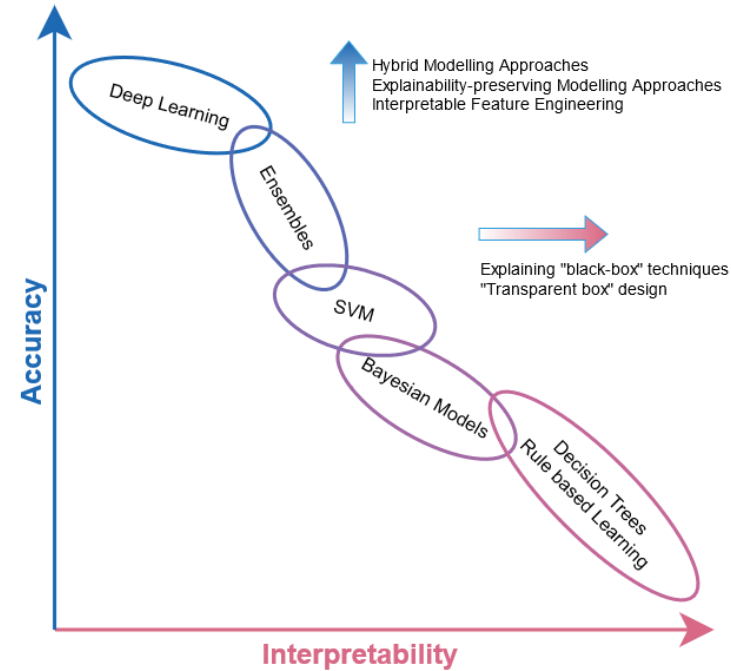 Hybrid Modelling Approaches
Explainability-preserving Modelling Approaches
Interpretable Feature Engineering
Deep Learning
Ensembles
Explaining "black-box" techniques
"Transparent box" design
SVM
Accuracy
Bayesian Models
Decision Trees
Rule based Learning
Interpretability